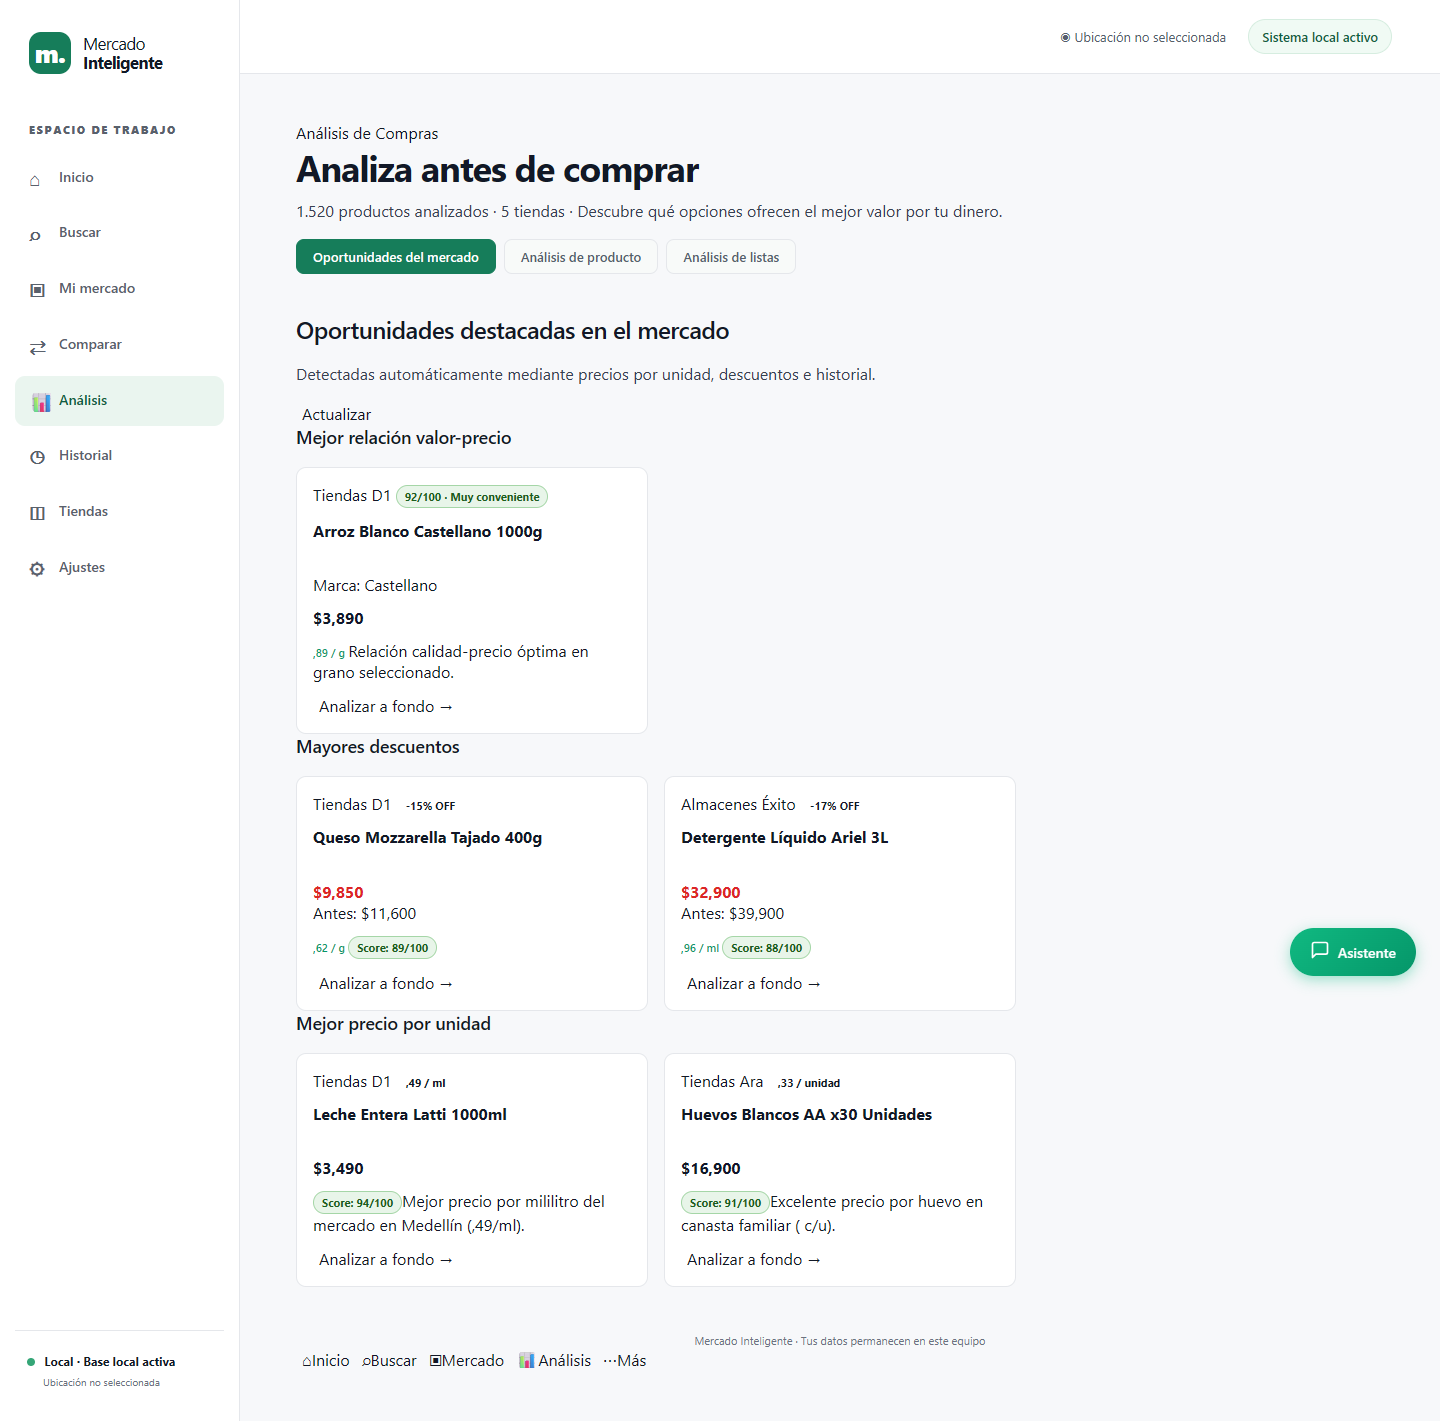 m.
Mercado
Inteligente
ESPACIO DE TRABAJO
Inicio
Buscar
Mi mercado
Comparar
Análisis
Historial
Tiendas
Ajustes
Local · Base local activa
Ubicación no seleccionada
Ubicación no seleccionada
Sistema local activo
Análisis de Compras
Analiza antes de comprar
1.520 productos analizados · 5 tiendas · Descubre qué opciones ofrecen el mejor valor por tu dinero.
Oportunidades del mercado
Análisis de producto
Análisis de listas
Oportunidades destacadas en el mercado
Detectadas automáticamente mediante precios por unidad, descuentos e historial.
Actualizar
Mejor relación valor-precio
Tiendas D1 92/100 · Muy conveniente
Arroz Blanco Castellano 1000g
Marca: Castellano
$3,890
,89 / g Relación calidad-precio óptima en
grano seleccionado.
Analizar a fondo →
Mayores descuentos
Tiendas D1 -15% OFF
Queso Mozzarella Tajado 400g
$9,850
Antes: $11,600
,62 / g Score: 89/100
Analizar a fondo →
Almacenes Éxito -17% OFF
Detergente Líquido Ariel 3L
$32,900
Antes: $39,900
,96 / ml Score: 88/100
Analizar a fondo →
Mejor precio por unidad
Tiendas D1 ,49 / ml
Leche Entera Latti 1000ml
$3,490
Score: 94/100 Mejor precio por mililitro del
mercado en Medellín (,49/ml).
Analizar a fondo →
Tiendas Ara ,33 / unidad
Huevos Blancos AA x30 Unidades
$16,900
Score: 91/100 Excelente precio por huevo en
canasta familiar ( c/u).
Analizar a fondo →
Asistente
Mercado Inteligente · Tus datos permanecen en este equipo
Inicio Buscar Mercado Análisis ···Más